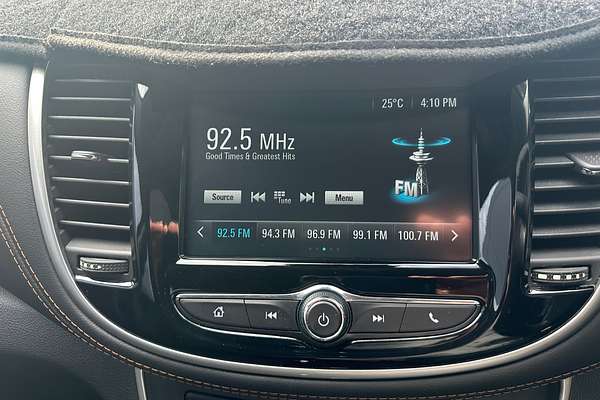 25°C 4:10 PM
92.5 MHz
Good Times & Greatest Hits
FM
Source Tune Menu
92.5 FM 94.3 FM 96.9 FM 99.1 FM 100.7 FM